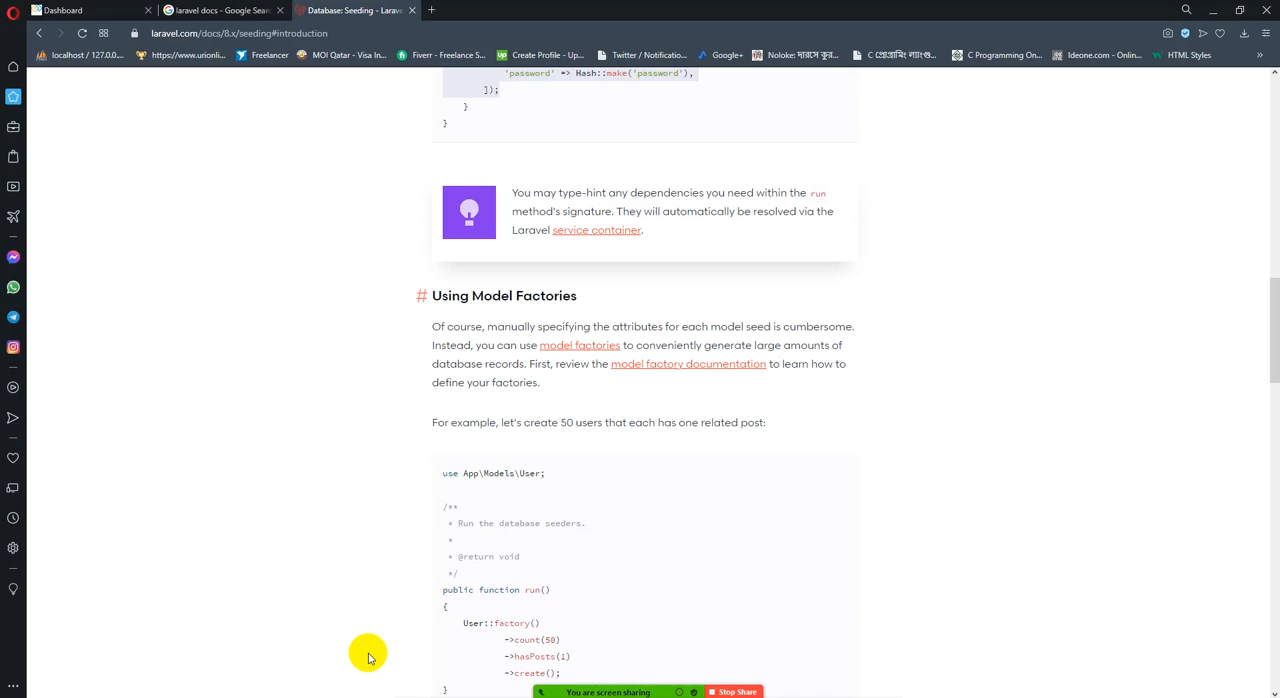 Dashboard
laravel docs - Google Sear
Database: Seeding - Larave
laravel.com/docs/8.x/seeding#introduction
localhost / 127.0.0....
https://www.urionli...
Freelancer
MOI Qatar - Visa In...
Fiverr - Freelance S...
Create Profile - Up...
Twitter / Notificatio...
Google+
Noloke: দারসে কুর...
C প্রোগ্রামিং ল্যাংগু...
C Programming On...
Ideone.com - Onlin...
HTML Styles
'password' => Hash::make('password'),
]);
}
}
You may type-hint any dependencies you need within the run
method's signature. They will automatically be resolved via the
Laravel service container.
# Using Model Factories
Of course, manually specifying the attributes for each model seed is cumbersome.
Instead, you can use model factories to conveniently generate large amounts of
database records. First, review the model factory documentation to learn how to
define your factories.
For example, let's create 50 users that each has one related post:
use App\Models\User;
/**
* Run the database seeders.
*
* @return void
*/
public function run()
{
User::factory()
->count(50)
->hasPosts(1)
->create();
}
You are screen sharing
Stop Share